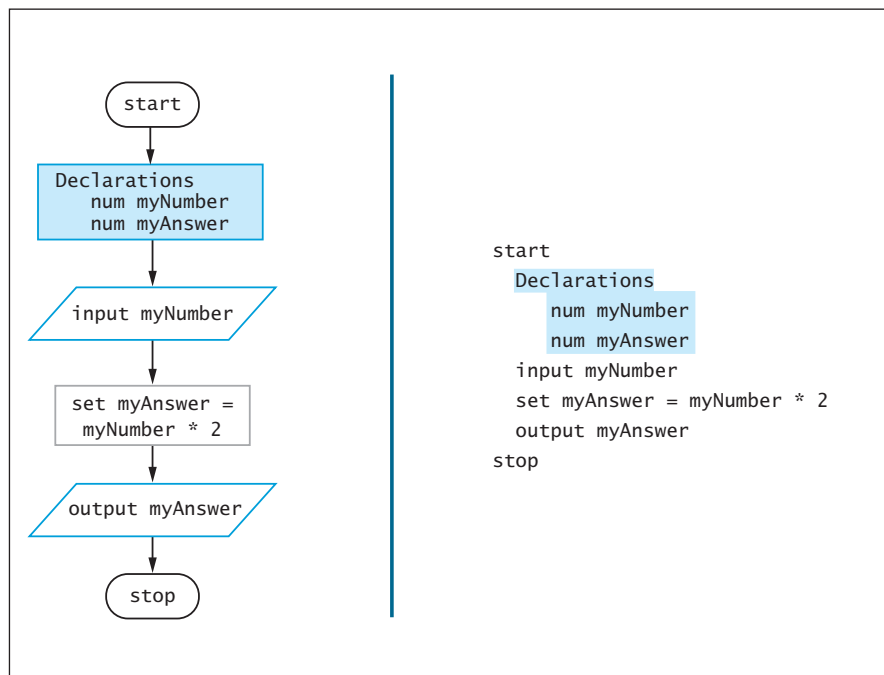 start
Declarations
num myNumber
num myAnswer
input myNumber
set myAnswer =
myNumber * 2
output myAnswer
stop
start
Declarations
num myNumber
num myAnswer
input myNumber
set myAnswer = myNumber * 2
output myAnswer
stop